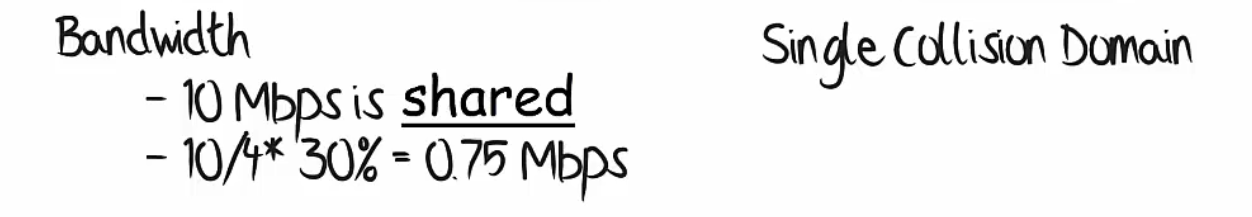 Bandwidth
Single Collision Domain
- 10 Mbps is shared
- 10/4* 30% = 0.75 Mbps